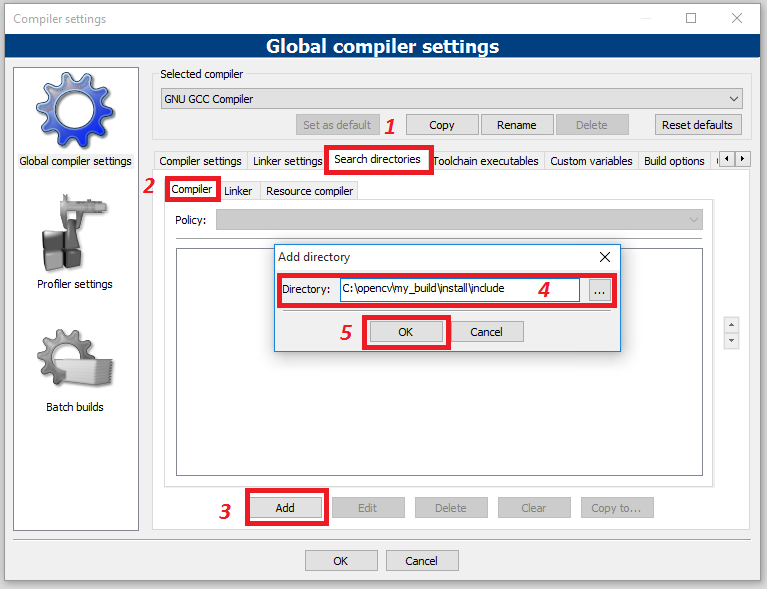 Compiler settings
Global compiler settings
Global compiler settings
Profiler settings
Batch builds
Selected compiler
GNU GCC Compiler
Set as default 1 Copy Rename Delete Reset defaults
Compiler settings Linker settings Search directories Toolchain executables Custom variables Build options
2 Compiler Linker Resource compiler
Policy:
Add directory
Directory: C:\opencv\my_build\install\include 4 ...
5 OK Cancel
3 Add Edit Delete Clear Copy to...
OK Cancel